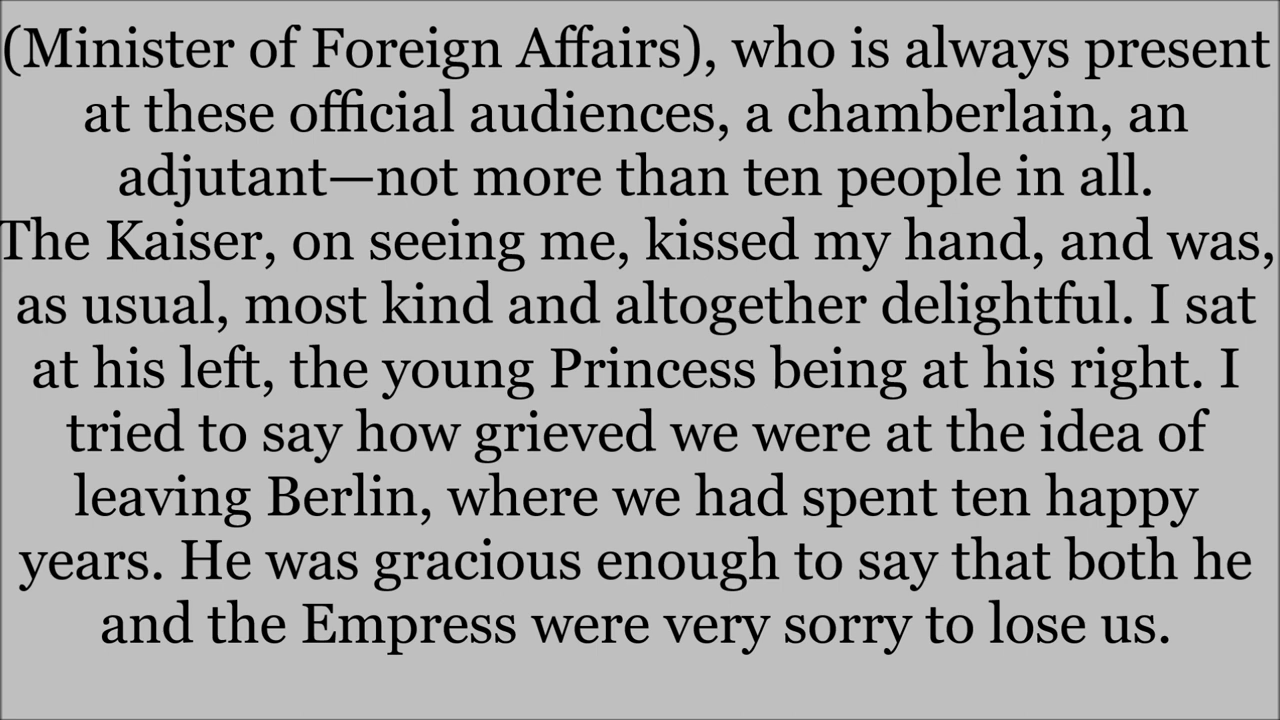 (Minister of Foreign Affairs), who is always present
at these official audiences, a chamberlain, an
adjutant—not more than ten people in all.
The Kaiser, on seeing me, kissed my hand, and was,
as usual, most kind and altogether delightful. I sat
at his left, the young Princess being at his right. I
tried to say how grieved we were at the idea of
leaving Berlin, where we had spent ten happy
years. He was gracious enough to say that both he
and the Empress were very sorry to lose us.